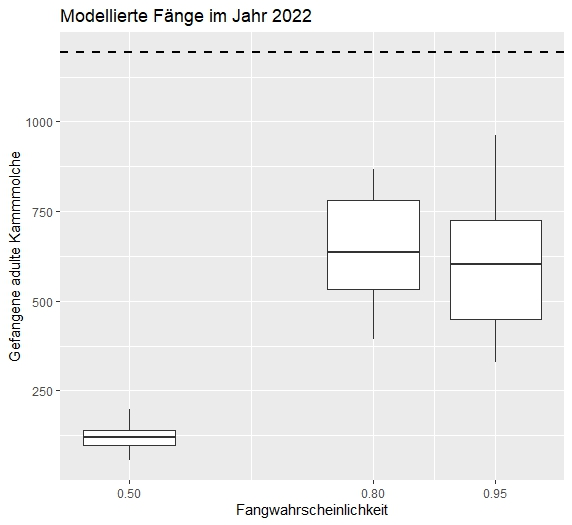 Modellierte Fänge im Jahr 2022
Gefangene adulte Kammmolche
1000
750
500
250
0.50 0.80 0.95
Fangwahrscheinlichkeit